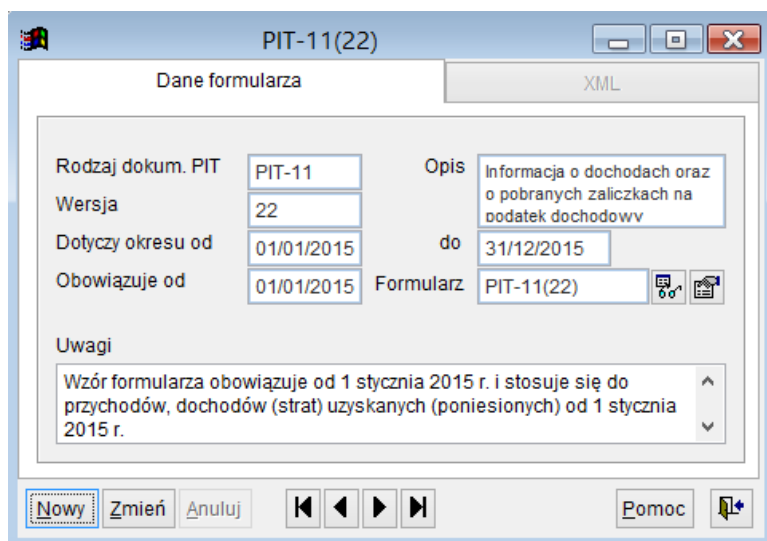 PIT-11(22)
Dane formularza
XML
Rodzaj dokum. PIT
PIT-11
Opis
Informacja o dochodach oraz
o pobranych zaliczkach na
podatek dochodowy
Wersja
22
Dotyczy okresu od
01/01/2015
do
31/12/2015
Obowiązuje od
01/01/2015
Formularz
PIT-11(22)
Uwagi
Wzór formularza obowiązuje od 1 stycznia 2015 r. i stosuje się do
przychodów, dochodów (strat) uzyskanych (poniesionych) od 1 stycznia
2015 r.
Nowy
Zmień
Anuluj
Pomoc